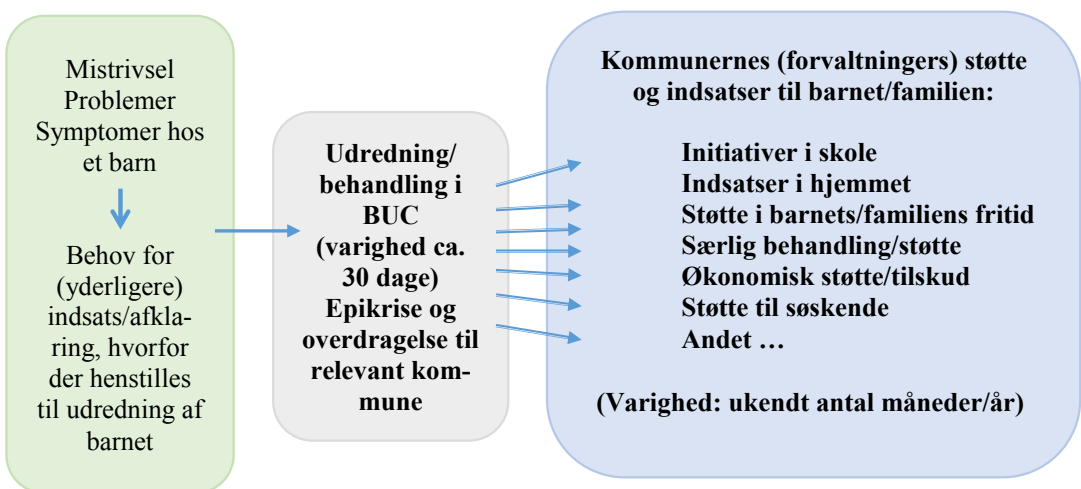 Mistrivsel
Problemer
Symptomer hos
et barn
Behov for
(yderligere)
indsats/afkla-
ring, hvorfor
der henstilles
til udredning af
barnet
Udredning/
behandling i
BUC
(varighed ca.
30 dage)
Epikrise og
overdragelse til
relevant kom-
mune
Kommunernes (forvaltningers) støtte
og indsatser til barnet/familien:
Initiativer i skole
Indsatser i hjemmet
Støtte i barnets/familiens fritid
Særlig behandling/støtte
Økonomisk støtte/tilskud
Støtte til søskende
Andet …
(Varighed: ukendt antal måneder/år)